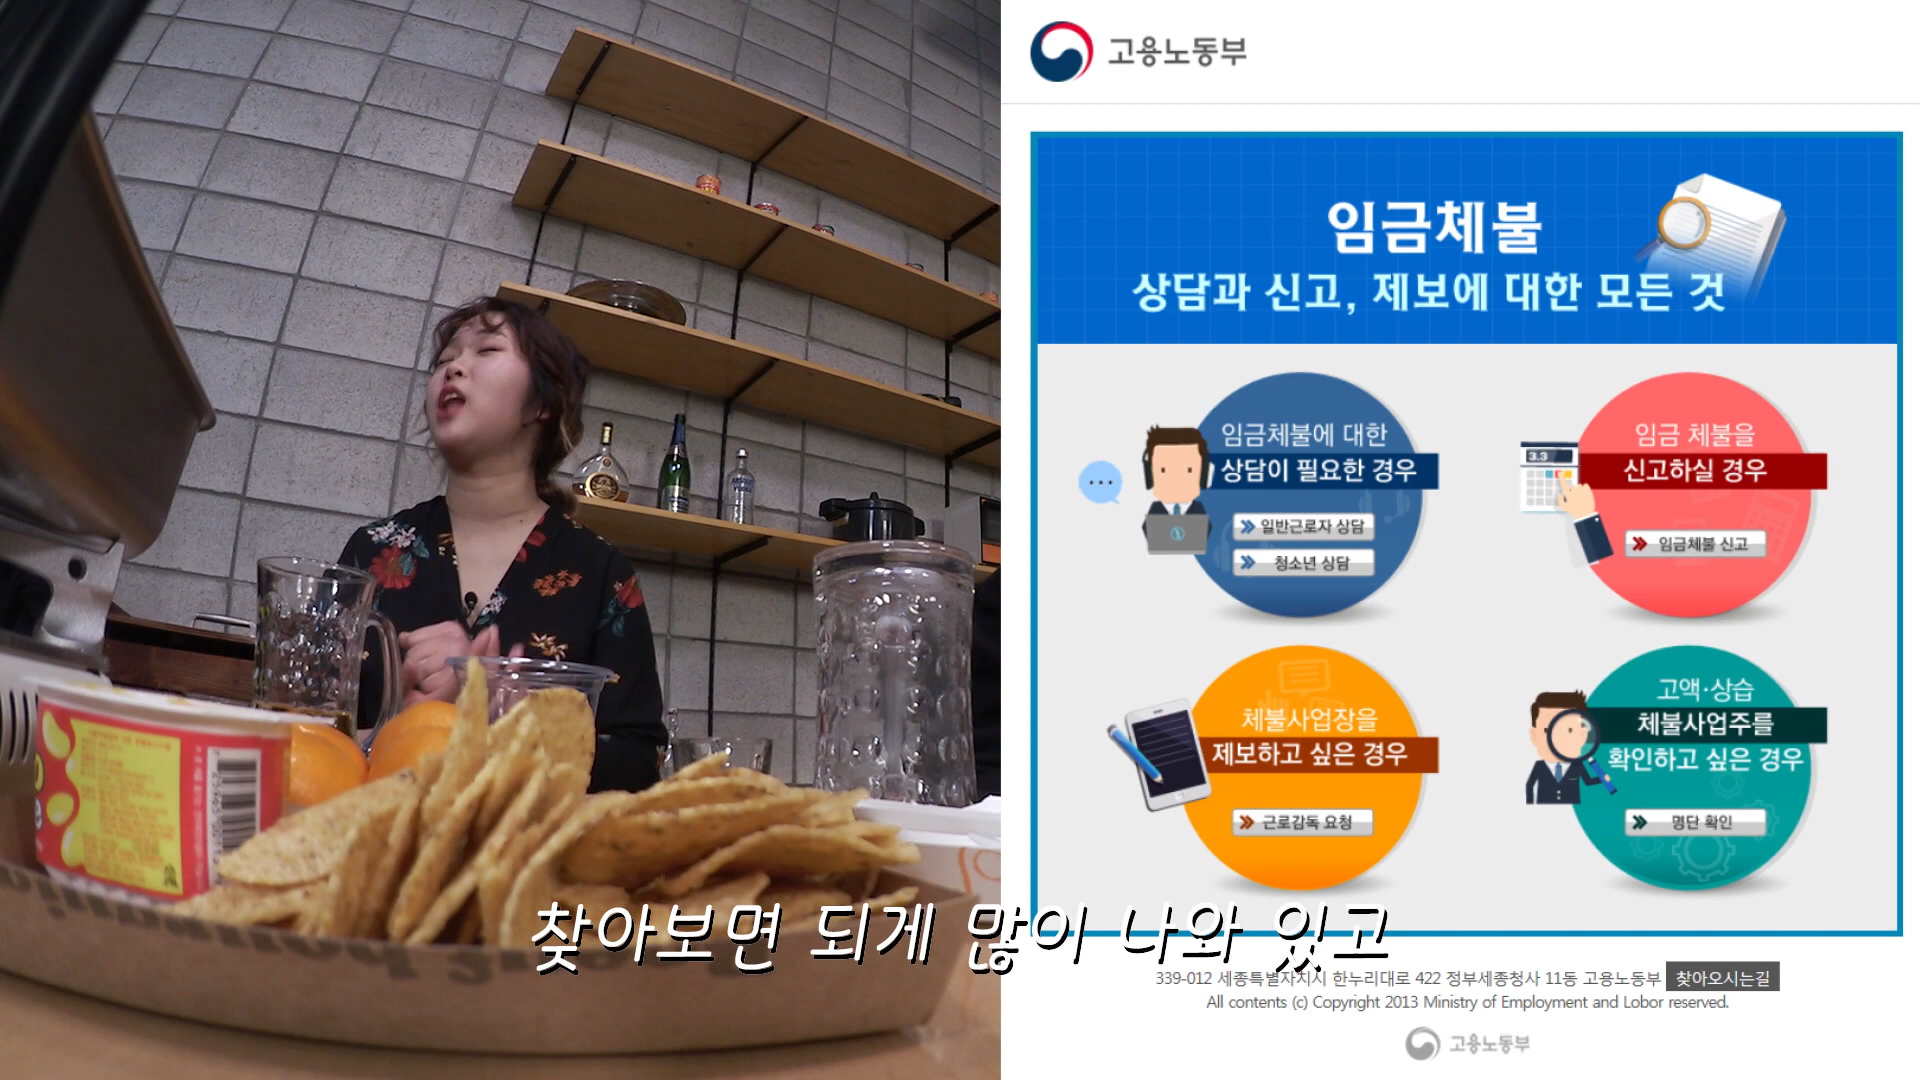 고용노동부
임금체불
상담과 신고, 제보에 대한 모든 것
임금체불에 대한
상담이 필요한 경우
일반근로자 상담
청소년 상담
3.3
임금 체불을
신고하실 경우
임금체불 신고
체불사업장을
제보하고 싶은 경우
근로감독 요청
고액·상습
체불사업주를
확인하고 싶은 경우
명단 확인
찾아보면 되게 많이 나와 있고
339-012 세종특별자치시 한누리대로 422 정부세종청사 11동 고용노동부 찾아오시는길
All contents (c) Copyright 2013 Ministry of Employment and Lobor reserved.
고용노동부